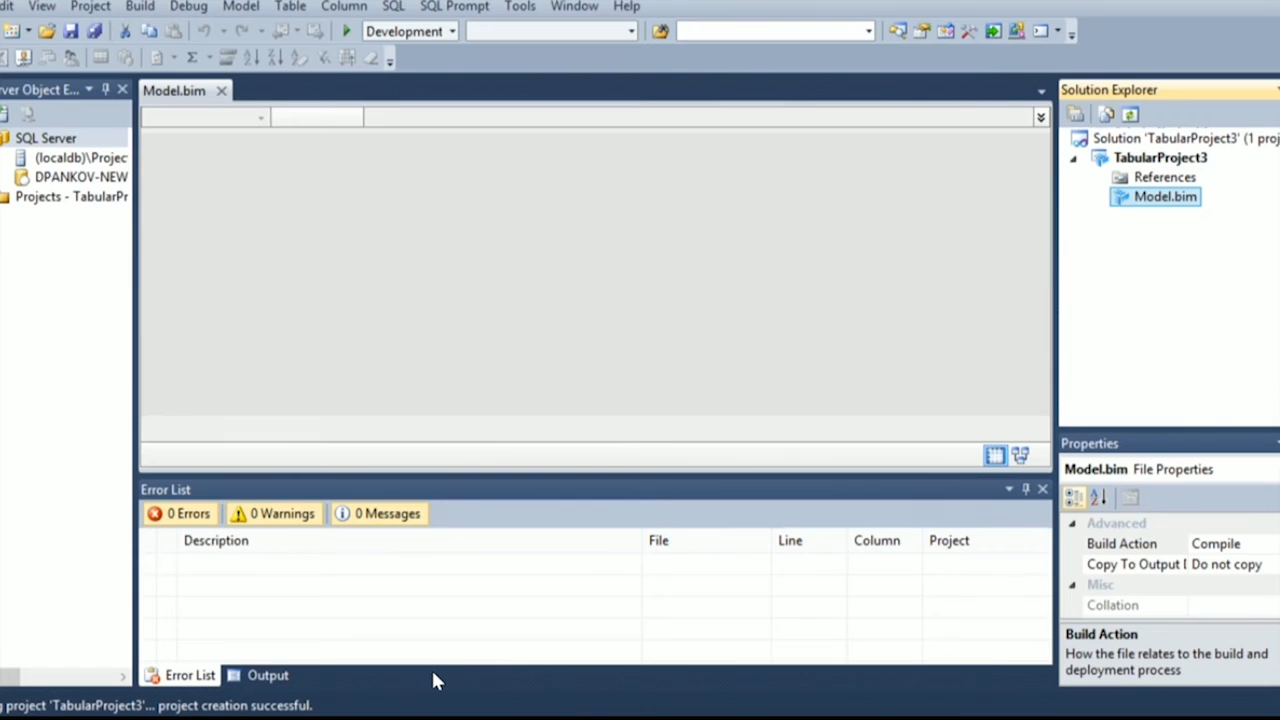 dit View Project Build Debug Model Table Column SQL SQL Prompt Tools Window Help
Development
rver Object E...
Model.bim
Solution Explorer
SQL Server
(localdb)\Projec
DPANKOV-NEW
Projects - TabularPr
Solution 'TabularProject3' (1 proj
TabularProject3
References
Model.bim
Error List
0 Errors 0 Warnings 0 Messages
Description File Line Column Project
Error List Output
Properties
Model.bim File Properties
Advanced
Build Action Compile
Copy To Output D Do not copy
Misc
Collation
Build Action
How the file relates to the build and
deployment process
g project 'TabularProject3'... project creation successful.